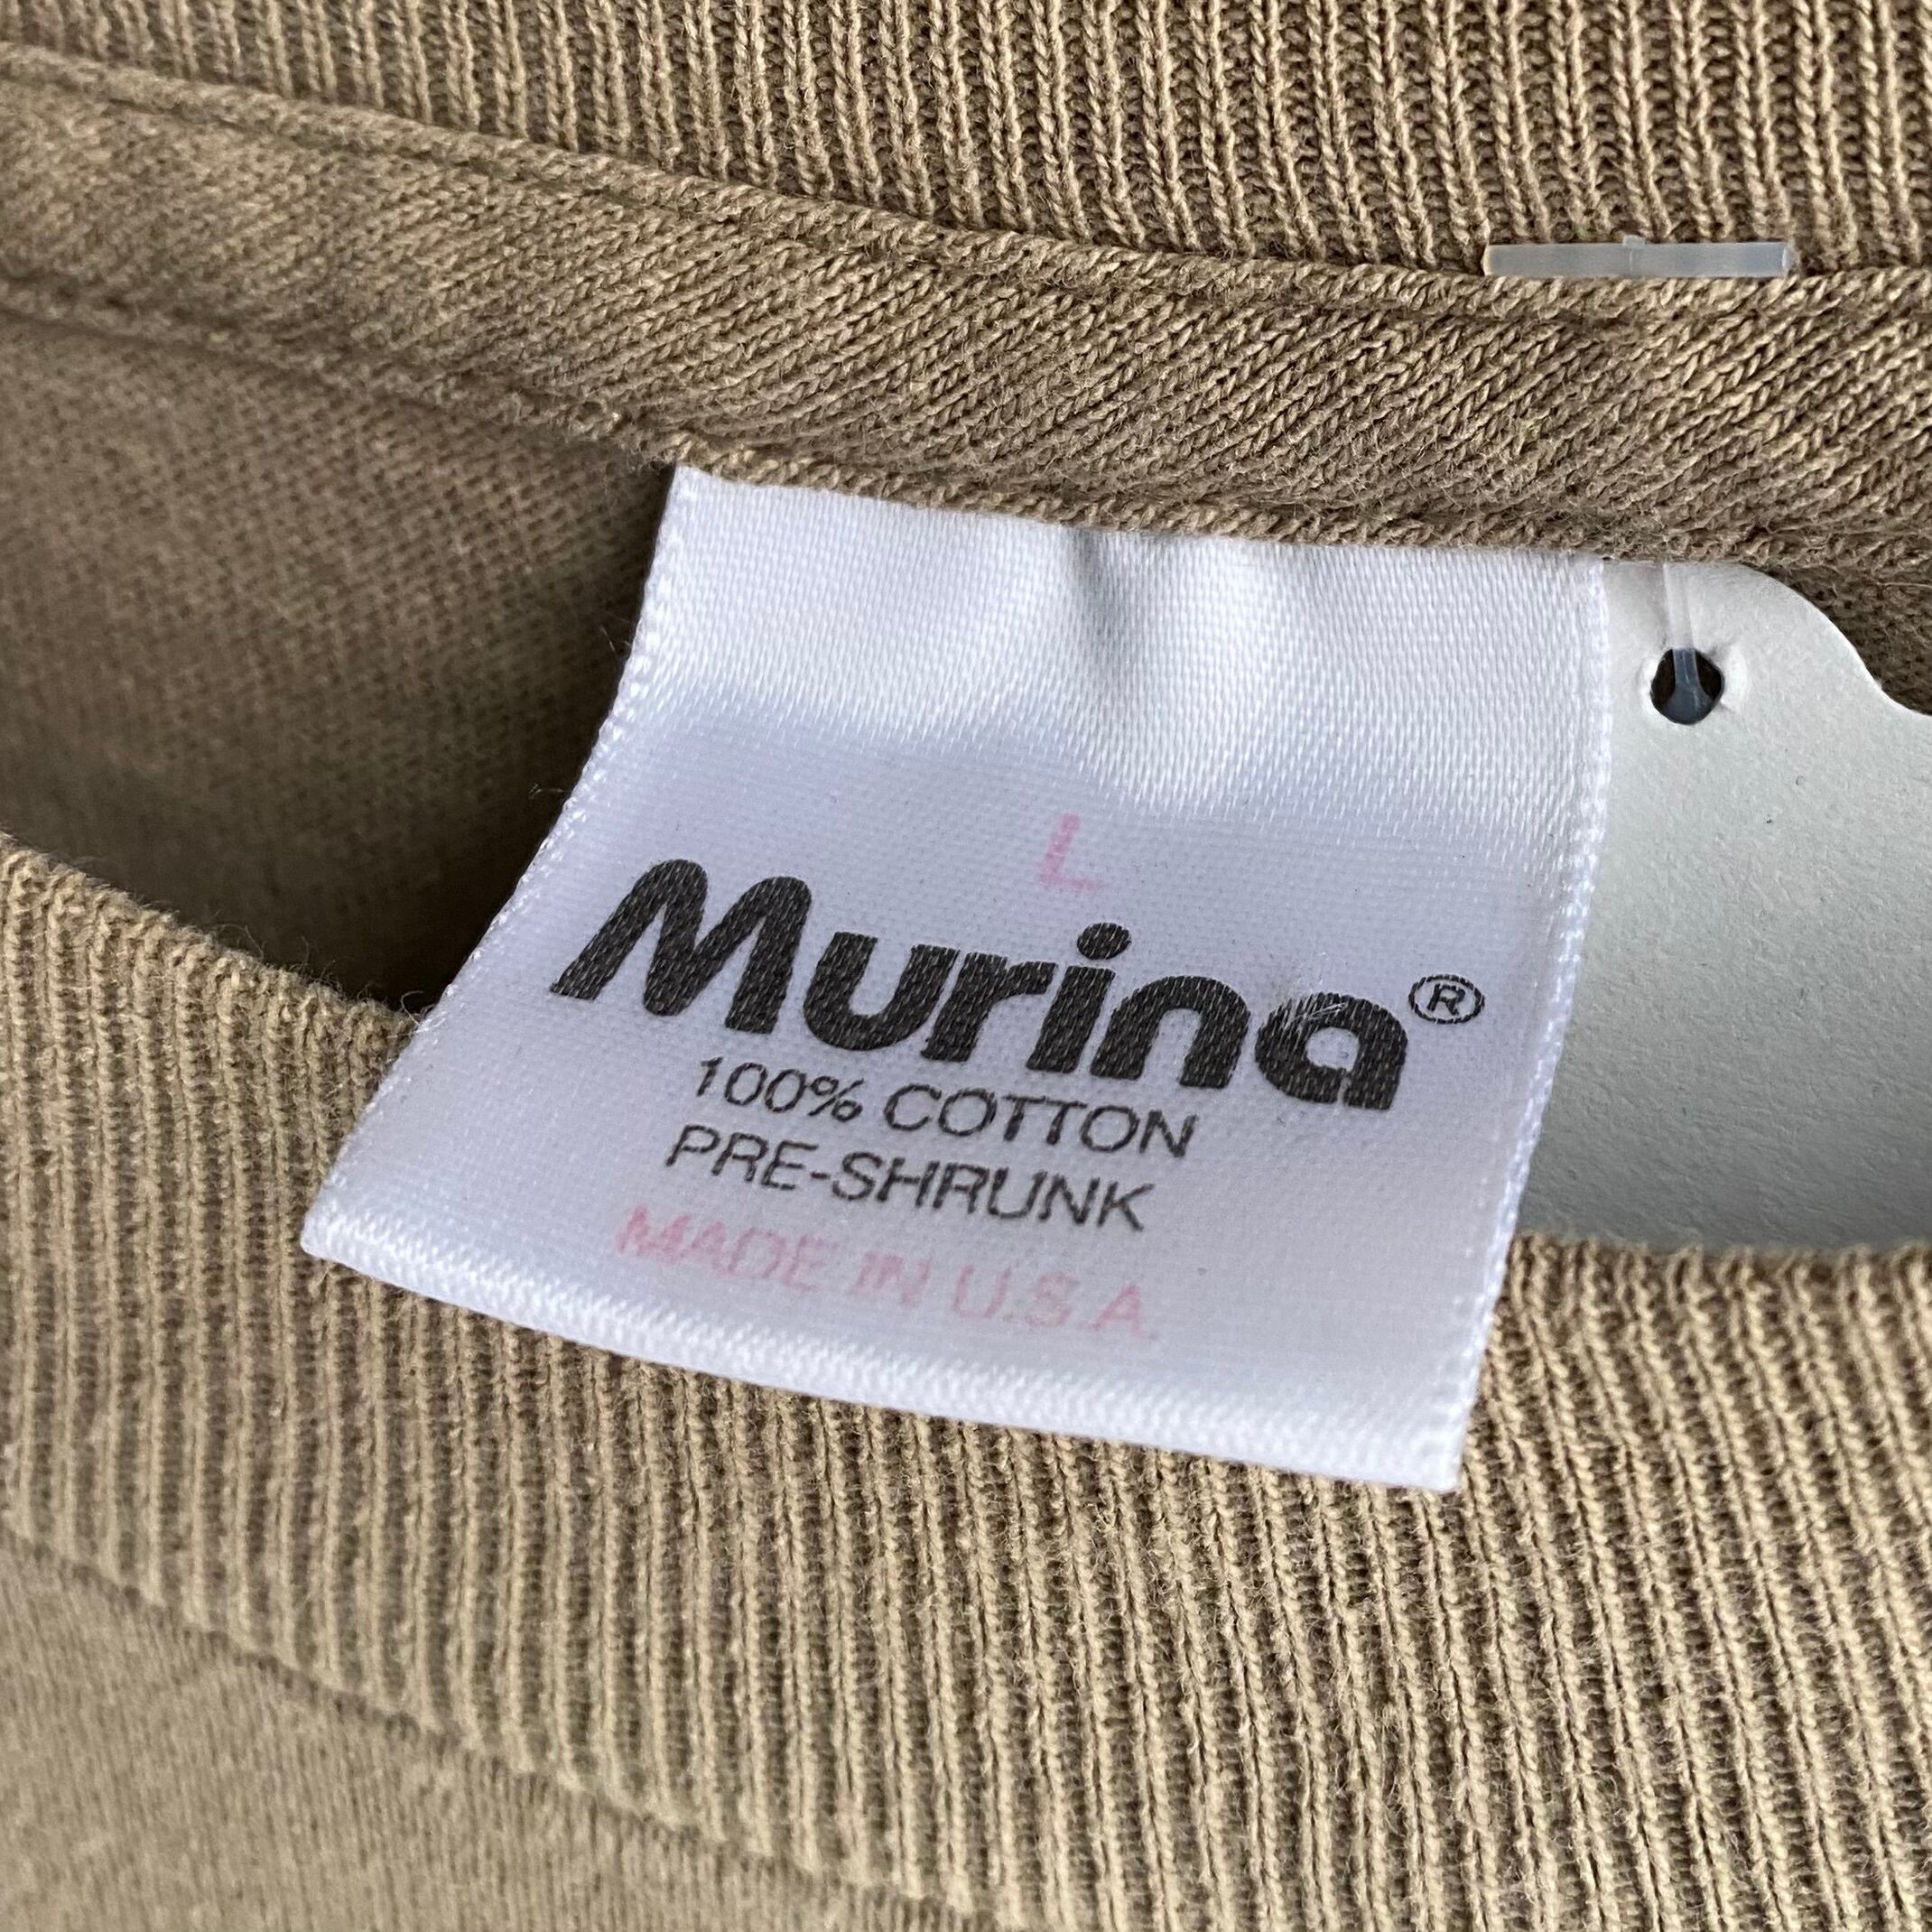 L
Murina®
100% COTTON
PRE-SHRUNK
MADE IN U.S.A.